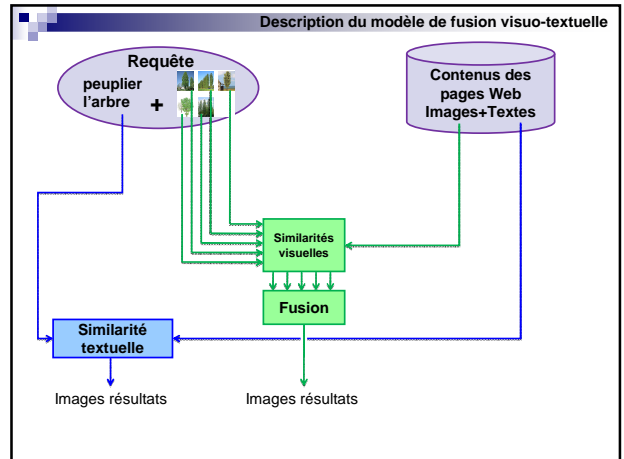 Description du modèle de fusion visuo-textuelle
Requête
peuplier
l'arbre
+
Contenus des
pages Web
Images+Textes
Similarités
visuelles
Fusion
Similarité
textuelle
Images résultats
Images résultats